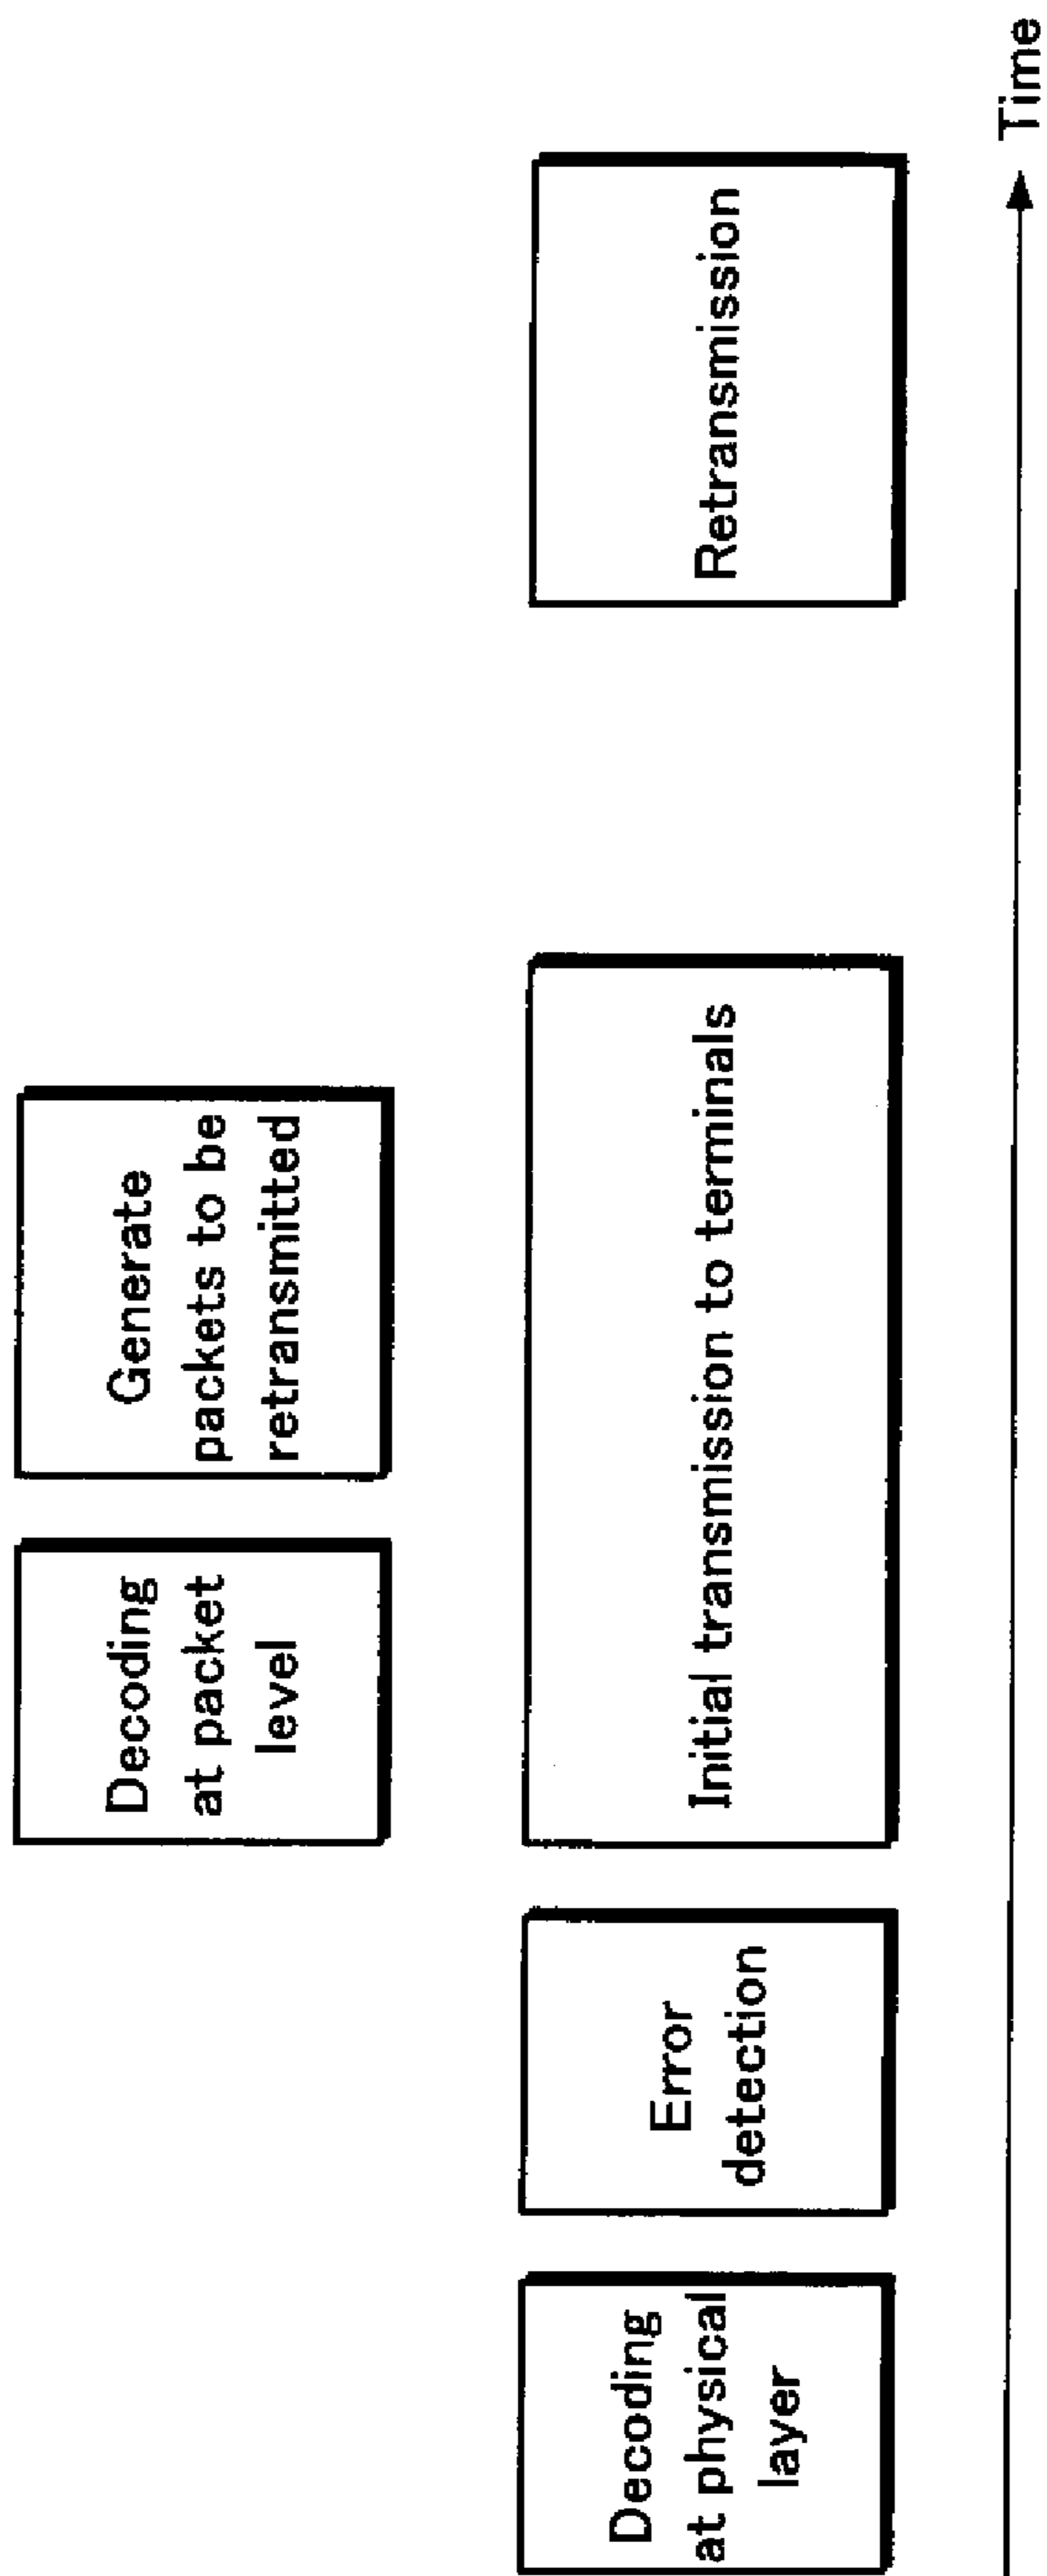 Decoding
at packet
level
Generate
packets to be
retransmitted
Decoding
at physical
layer
Error
detection
Initial transmission to terminals
Retransmission
Time